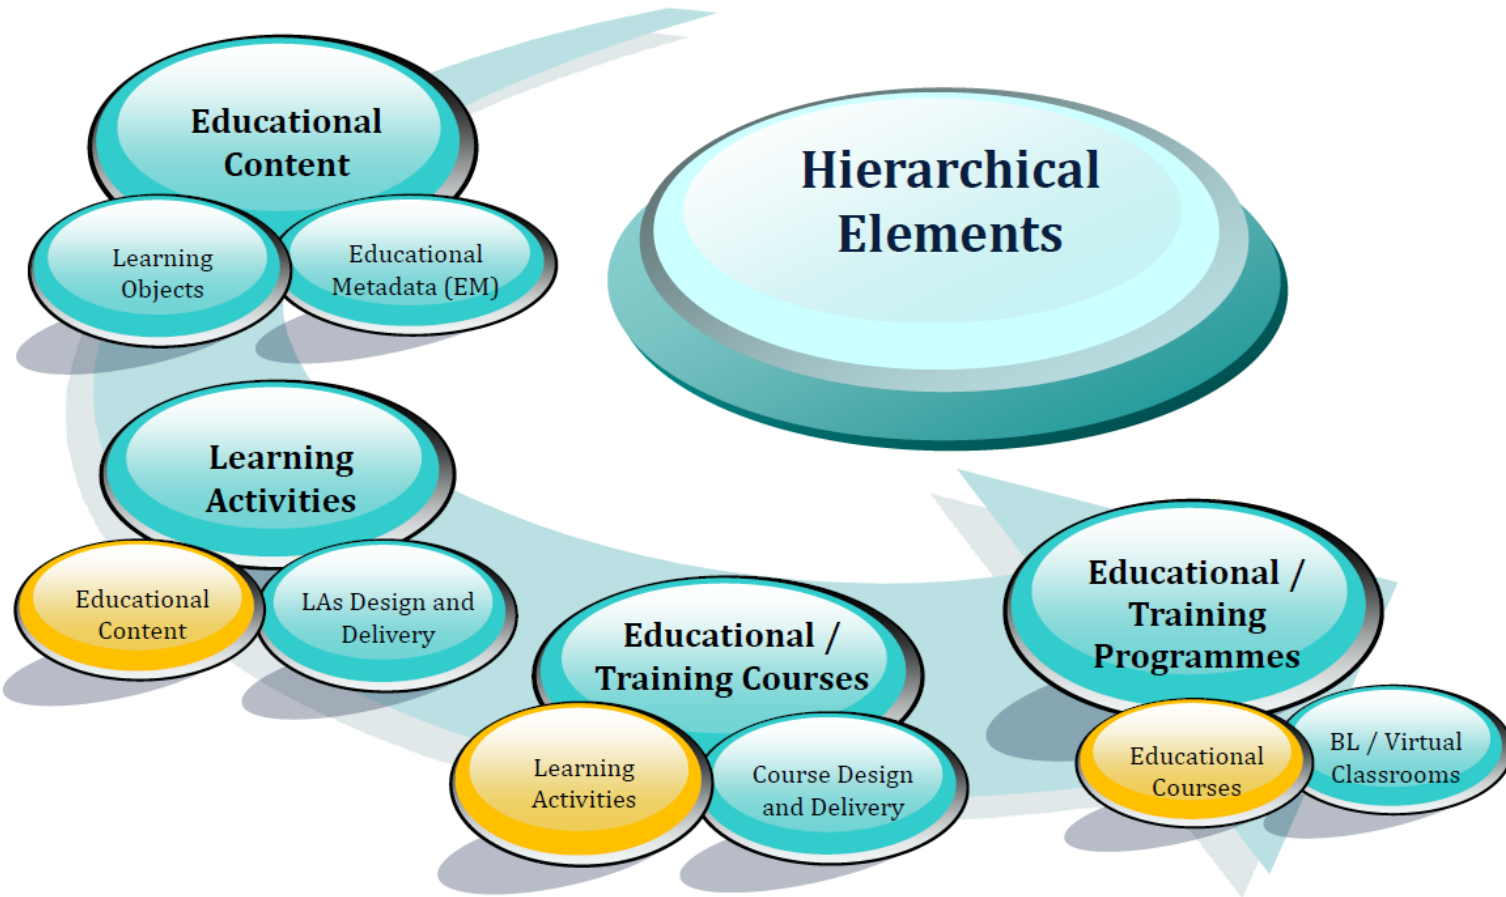 Educational
Content
Learning
Objects
Educational
Metadata (EM)
Hierarchical
Elements
Learning
Activities
Educational
Content
LAs Design and
Delivery
Educational /
Training Courses
Learning
Activities
Course Design
and Delivery
Educational /
Training
Programmes
Educational
Courses
BL / Virtual
Classrooms